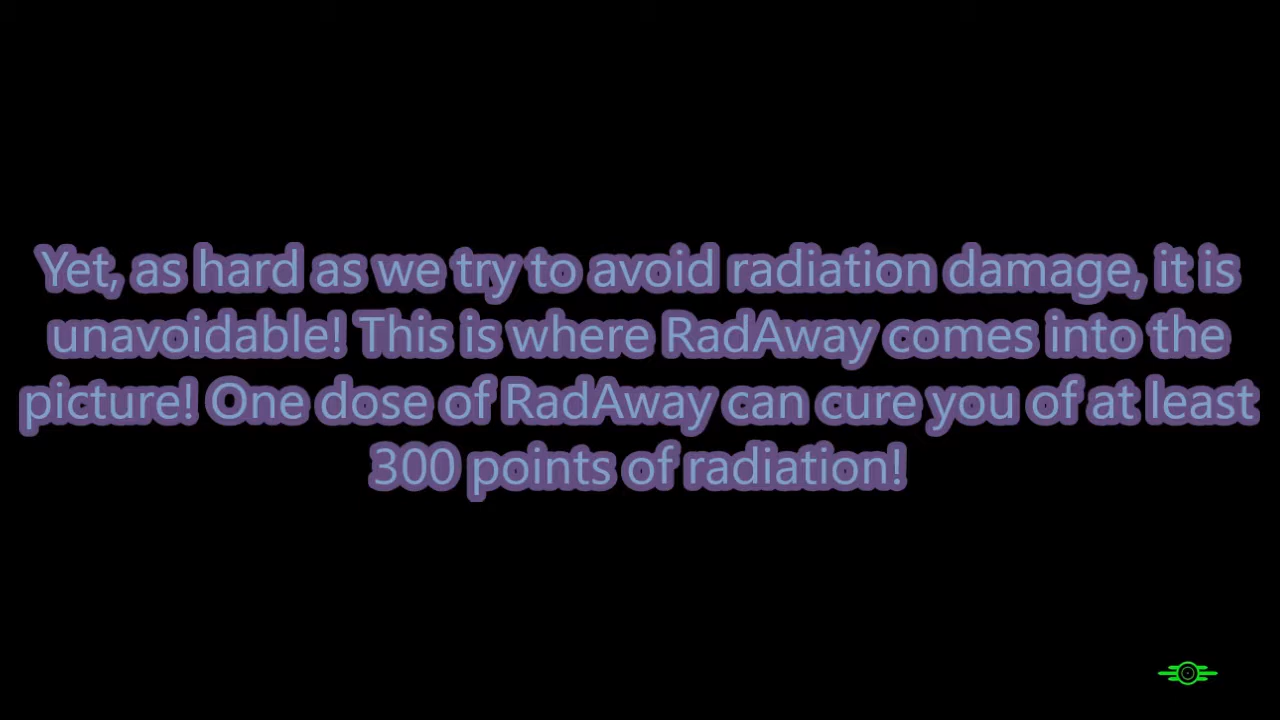 Yet, as hard as we try to avoid radiation damage, it is
unavoidable! This is where RadAway comes into the
picture! One dose of RadAway can cure you of at least
300 points of radiation!